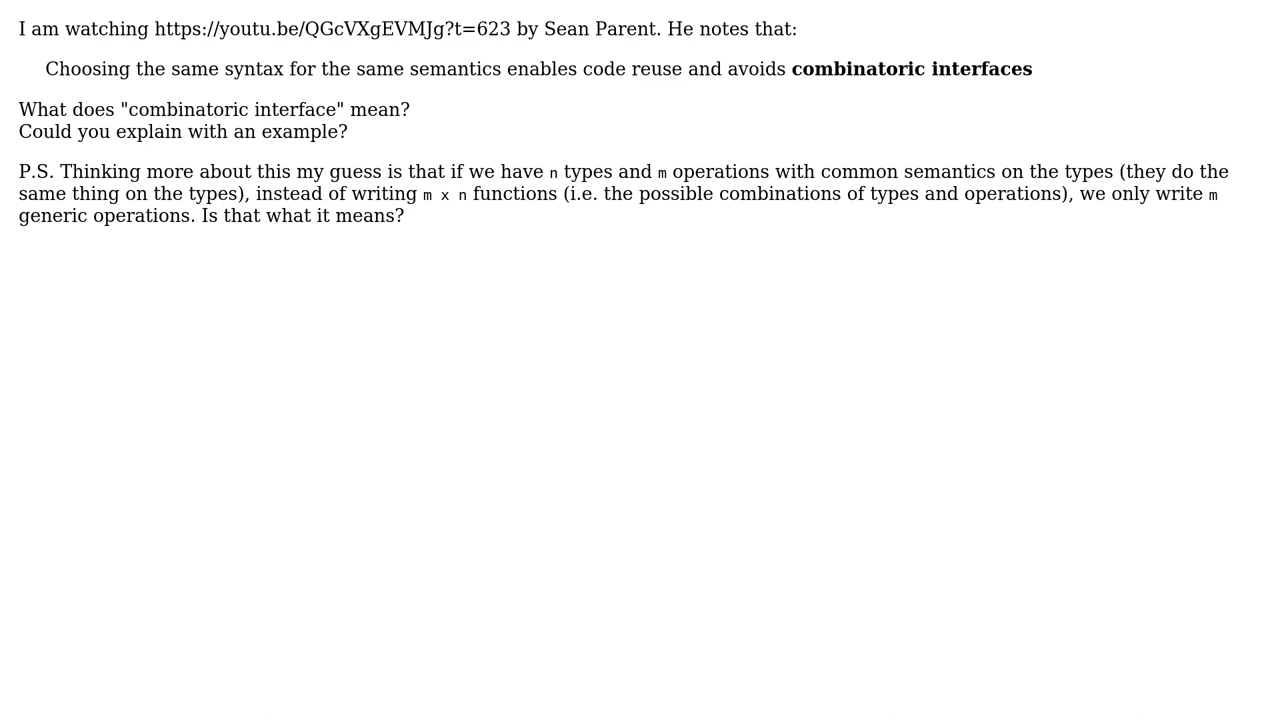 I am watching https://youtu.be/QGcVXgEVMJg?t=623 by Sean Parent. He notes that:
Choosing the same syntax for the same semantics enables code reuse and avoids combinatoric interfaces
What does "combinatoric interface" mean?
Could you explain with an example?
P.S. Thinking more about this my guess is that if we have n types and m operations with common semantics on the types (they do the
same thing on the types), instead of writing m x n functions (i.e. the possible combinations of types and operations), we only write m
generic operations. Is that what it means?